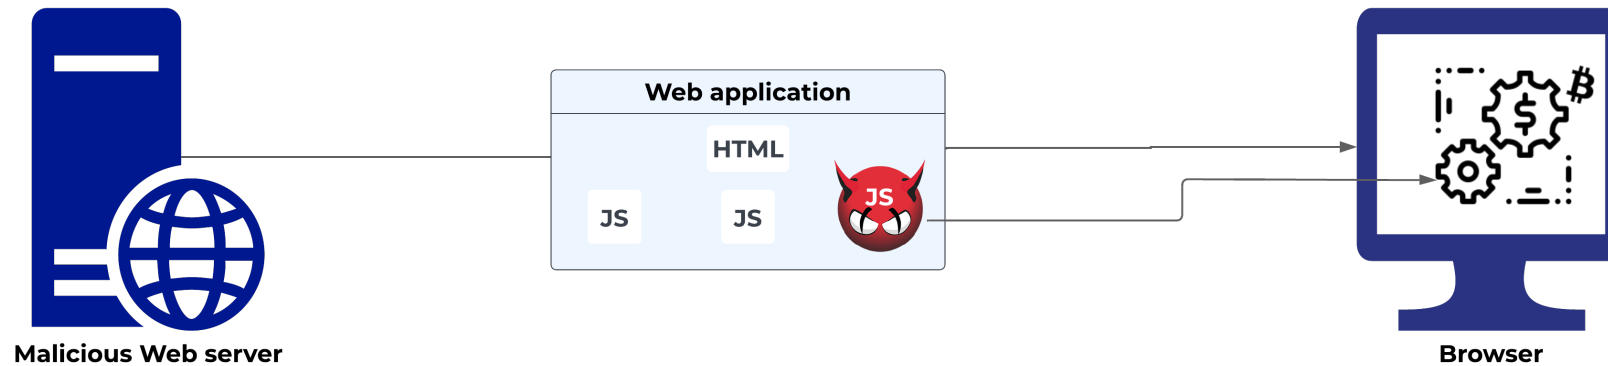 Web application
HTML
JS
JS
JS
Malicious Web server
Browser